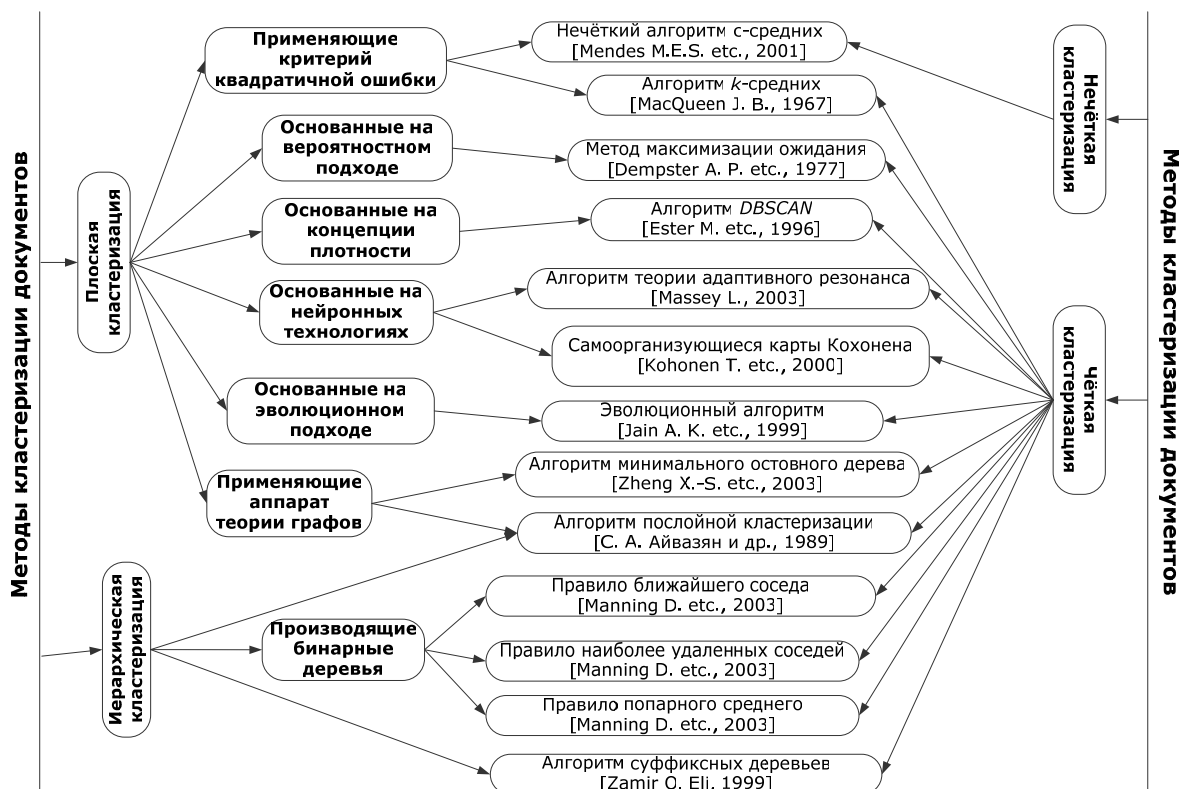 Методы кластеризации документов
Плоская
кластеризация
Иерархическая
кластеризация
Применяющие
критерий
квадратичной ошибки
Основанные на
вероятностном
подходе
Основанные на
концепции
плотности
Основанные на
нейронных
технологиях
Основанные на
эволюционном
подходе
Применяющие
аппарат
теории графов
Производящие
бинарные
деревья
Нечёткий алгоритм c-средних
[Mendes M.E.S. etc., 2001]
Алгоритм k-средних
[MacQueen J. B., 1967]
Метод максимизации ожидания
[Dempster A. P. etc., 1977]
Алгоритм DBSCAN
[Ester M. etc., 1996]
Алгоритм теории адаптивного резонанса
[Massey L., 2003]
Самоорганизующиеся карты Кохонена
[Kohonen T. etc., 2000]
Эволюционный алгоритм
[Jain A. K. etc., 1999]
Алгоритм минимального остовного дерева
[Zheng X.-S. etc., 2003]
Алгоритм послойной кластеризации
[С. А. Айвазян и др., 1989]
Правило ближайшего соседа
[Manning D. etc., 2003]
Правило наиболее удаленных соседей
[Manning D. etc., 2003]
Правило попарного среднего
[Manning D. etc., 2003]
Алгоритм суффиксных деревьев
[Zamir O. Eli, 1999]
Нечёткая
кластеризация
Чёткая
кластеризация
Методы кластеризации документов